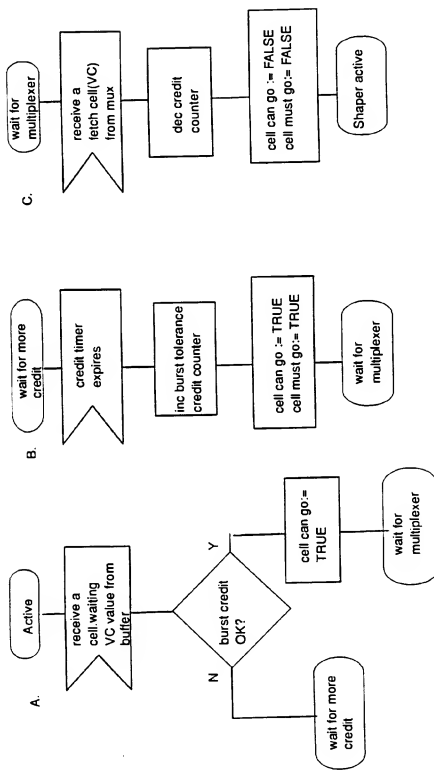 A.
Active
receive a
cell.waiting
VC value from
buffer
burst credit
OK?
N
Y
wait for more
credit
cell can go:=
TRUE
wait for
multiplexer
B.
wait for more
credit
credit timer
expires
inc burst tolerance
credit counter
cell can go := TRUE
cell must go:= TRUE
wait for
multiplexer
C.
wait for
multiplexer
receive a
fetch cell(VC)
from mux
dec credit
counter
cell can go := FALSE
cell must go:= FALSE
Shaper active